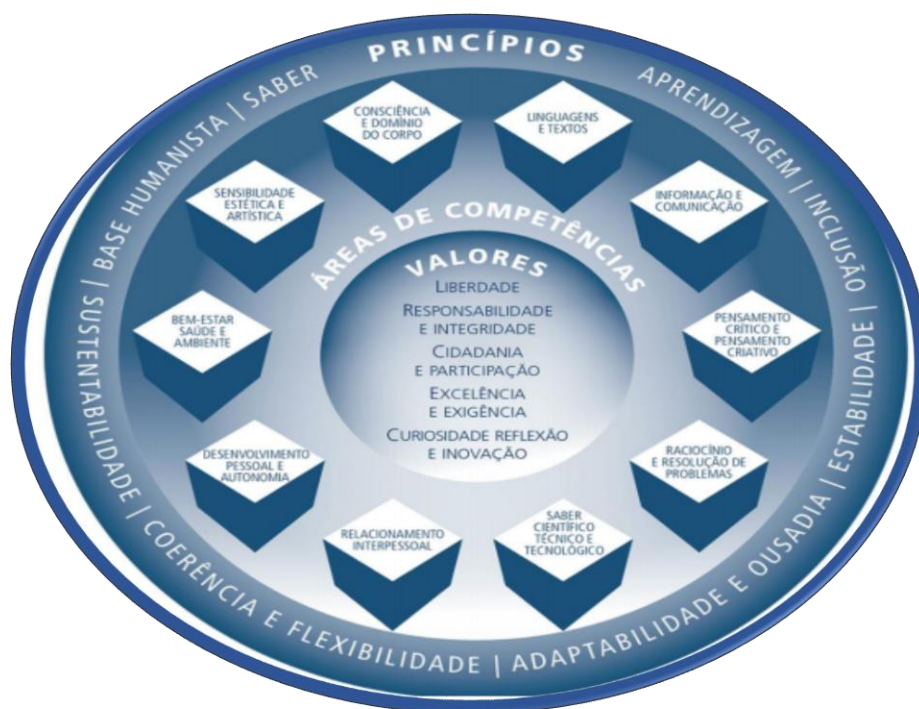 PRINCÍPIOS
APRENDIZAGEM | INCLUSÃO | ESTABILIDADE | ADAPTABILIDADE E OUSADIA | COERÊNCIA E FLEXIBILIDADE | SUSTENTABILIDADE | BASE HUMANISTA | SABER
ÁREAS DE COMPETÊNCIAS
LINGUAGENS
E TEXTOS
INFORMAÇÃO E
COMUNICAÇÃO
PENSAMENTO
CRÍTICO E
PENSAMENTO
CRIATIVO
RACIOCÍNIO
E RESOLUÇÃO DE
PROBLEMAS
SABER
CIENTÍFICO
TÉCNICO E
TECNOLÓGICO
RELACIONAMENTO
INTERPESSOAL
DESENVOLVIMENTO
PESSOAL E
AUTONOMIA
BEM-ESTAR
SAÚDE E
AMBIENTE
SENSIBILIDADE
ESTÉTICA E
ARTÍSTICA
CONSCIÊNCIA
E DOMÍNIO
DO CORPO
VALORES
LIBERDADE
RESPONSABILIDADE
E INTEGRIDADE
CIDADANIA
E PARTICIPAÇÃO
EXCELÊNCIA
E EXIGÊNCIA
CURIOSIDADE REFLEXÃO
E INOVAÇÃO